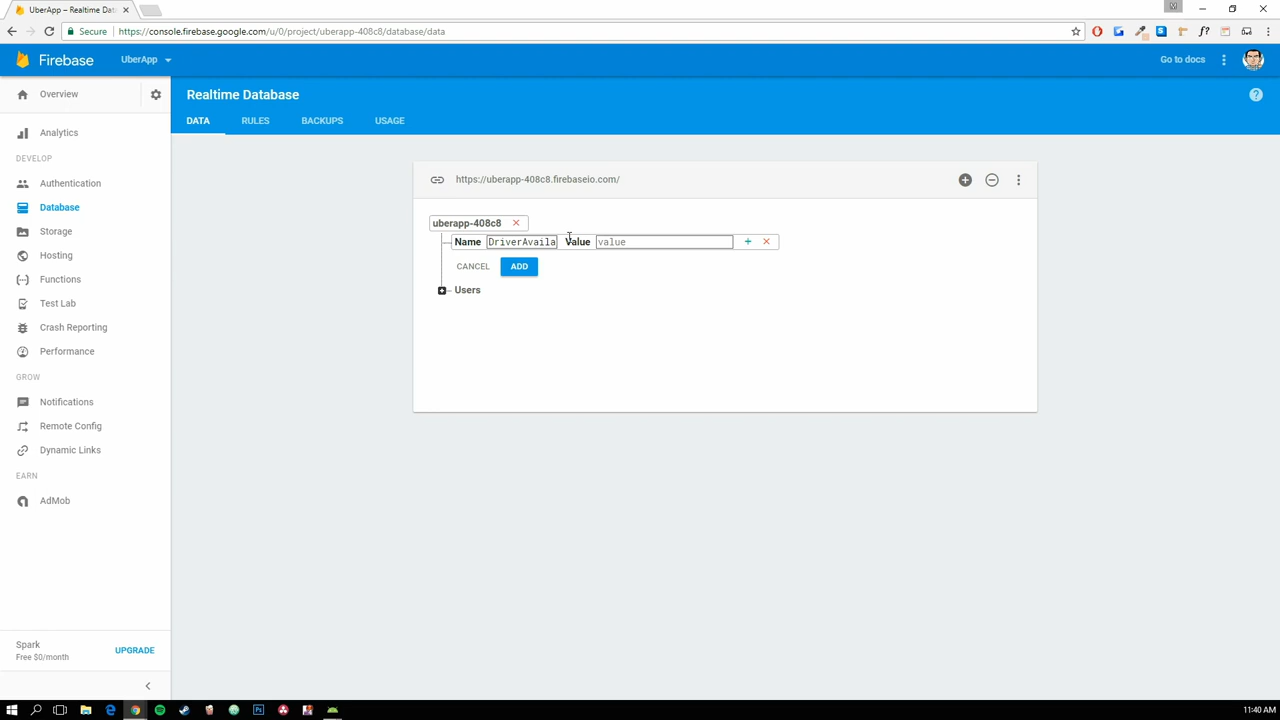 UberApp – Realtime Data
Secure
https://console.firebase.google.com/u/0/project/uberapp-408c8/database/data
Firebase
UberApp
Go to docs
Overview
Realtime Database
DATA
RULES
BACKUPS
USAGE
Analytics
DEVELOP
Authentication
Database
Storage
Hosting
Functions
Test Lab
Crash Reporting
Performance
GROW
Notifications
Remote Config
Dynamic Links
EARN
AdMob
https://uberapp-408c8.firebaseio.com/
uberapp-408c8
Name DriverAvaila Value value
CANCEL ADD
Users
Spark
Free $0/month
UPGRADE
11:40 AM